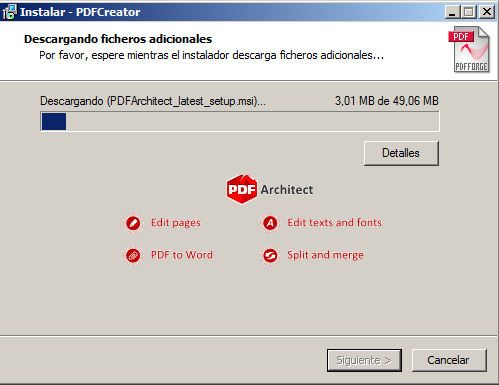 Instalar - PDFCreator
Descargando ficheros adicionales
Por favor, espere mientras el instalador descarga ficheros adicionales...
PDF
PDFFORGE
Descargando (PDFArchitect_latest_setup.msi)... 3,01 MB de 49,06 MB
Detalles
PDF Architect
Edit pages Edit texts and fonts
PDF to Word Split and merge
Siguiente > Cancelar